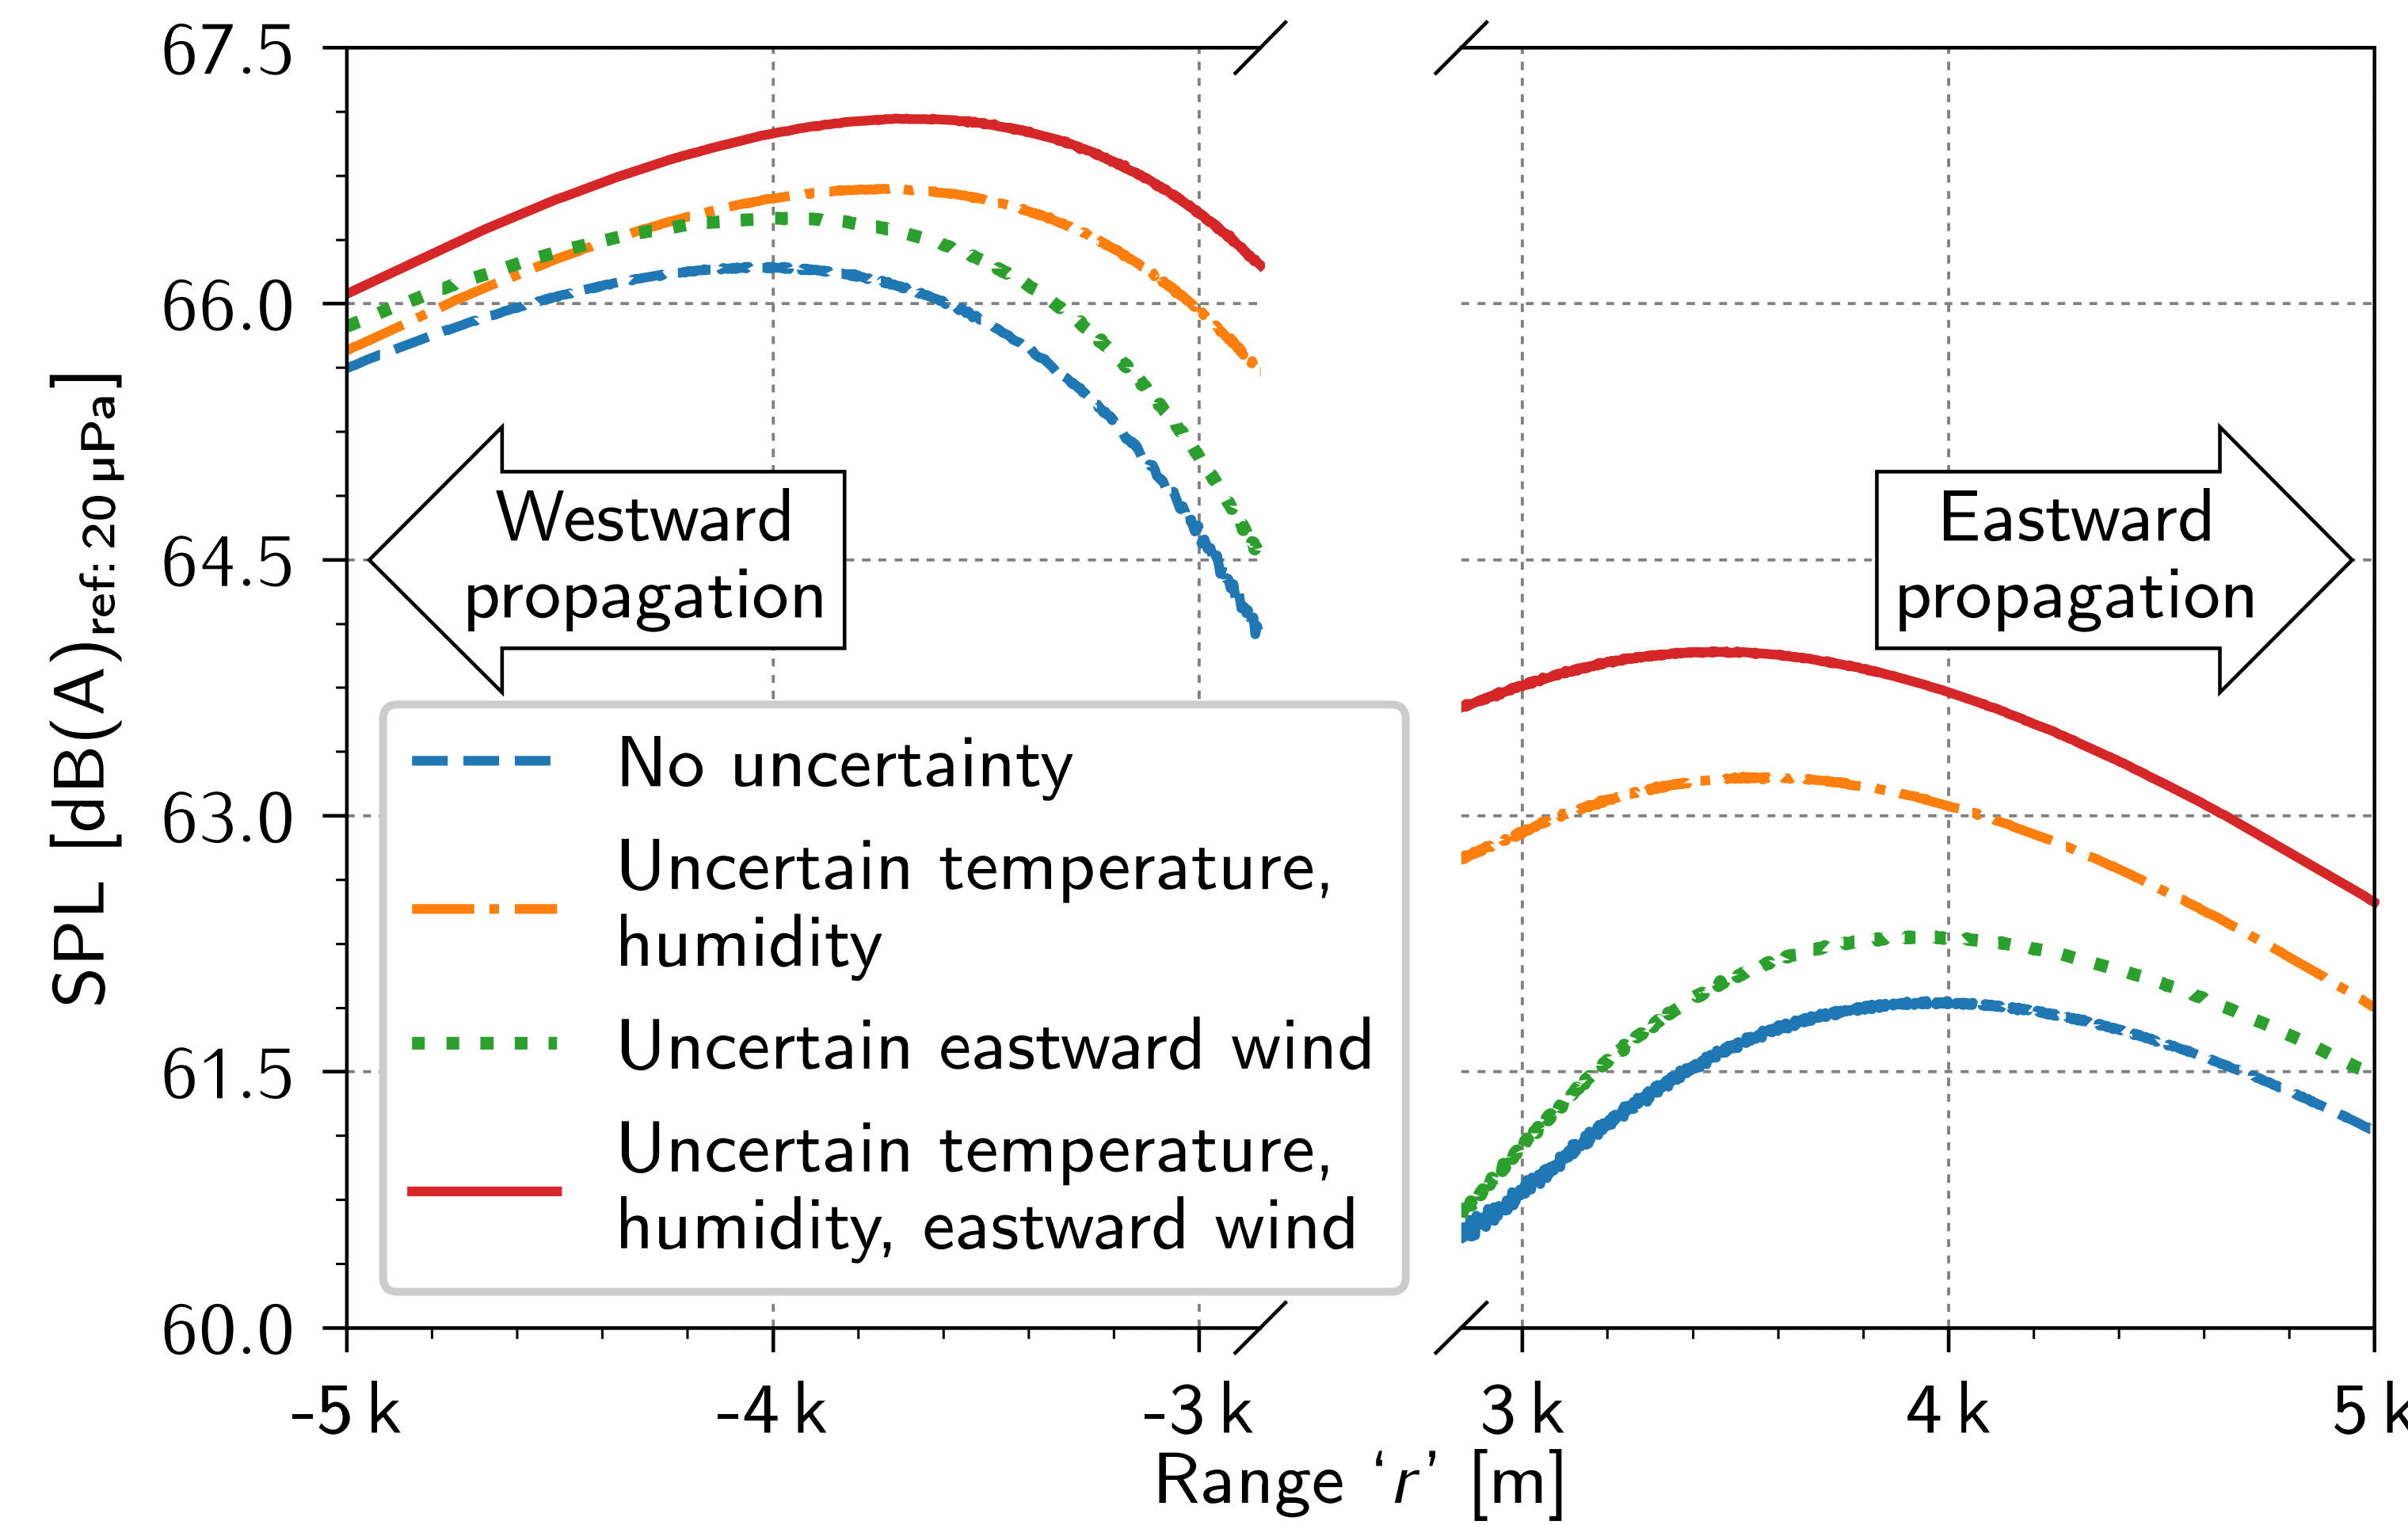 67.5
66.0
64.5
63.0
61.5
60.0
SPL [dB(A)ref: 20 µPa]
Westward
propagation
Eastward
propagation
No uncertainty
Uncertain temperature,
humidity
Uncertain eastward wind
Uncertain temperature,
humidity, eastward wind
-5 k -4 k -3 k 3 k 4 k 5 k
Range ‘r’ [m]